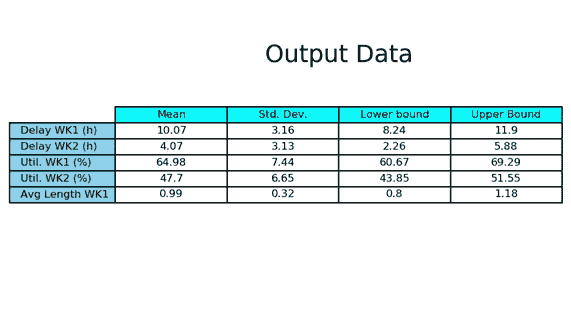 Output Data
Mean Std. Dev. Lower bound Upper Bound
Delay WK1 (h) 10.07 3.16 8.24 11.9
Delay WK2 (h) 4.07 3.13 2.26 5.88
Util. WK1 (%) 64.98 7.44 60.67 69.29
Util. WK2 (%) 47.7 6.65 43.85 51.55
Avg Length WK1 0.99 0.32 0.8 1.18